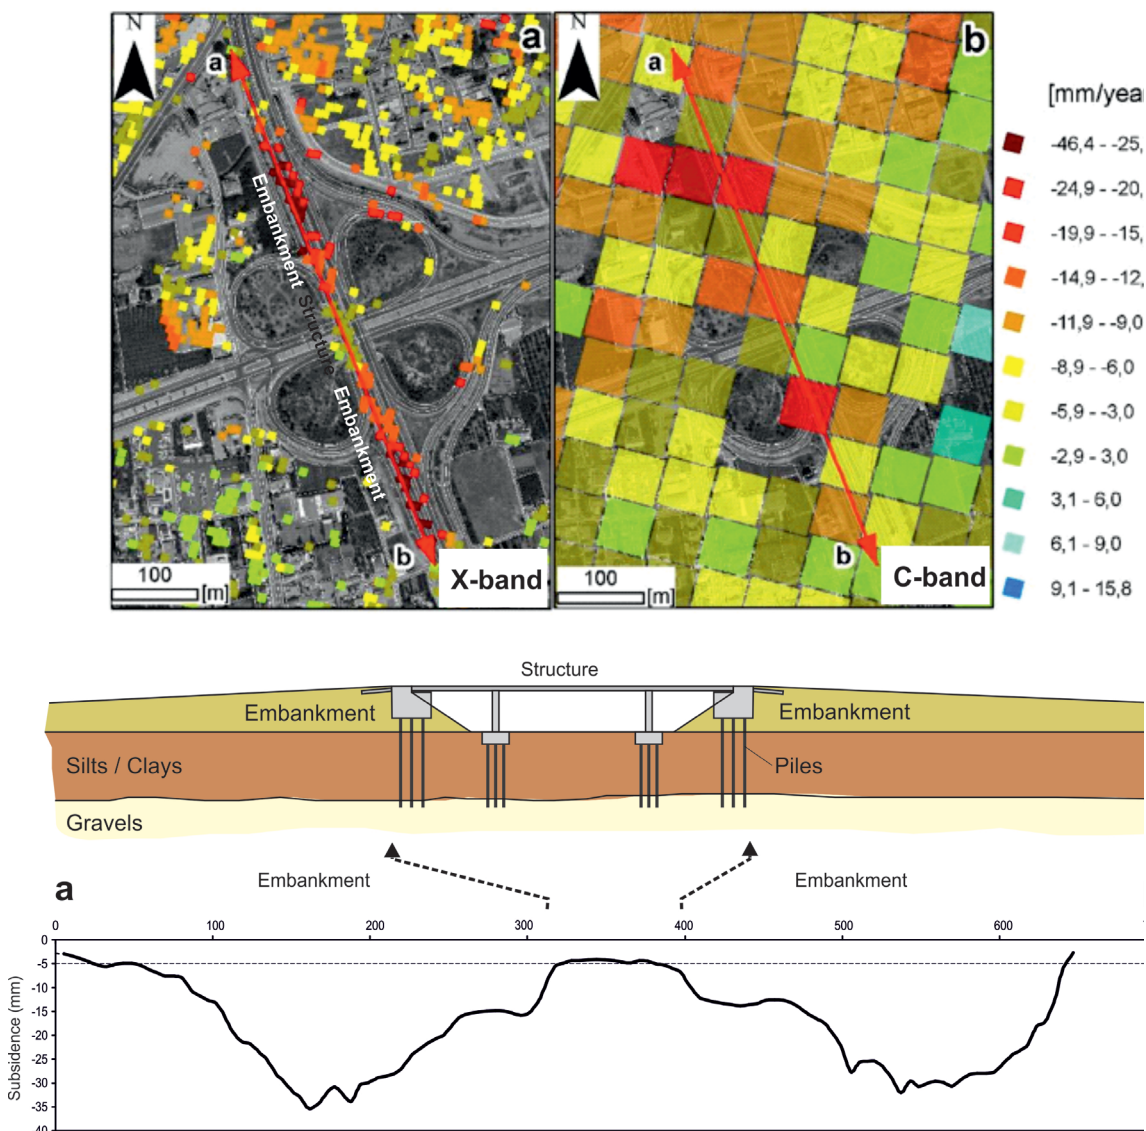 N
a
a
Embankment
Structure
Embankment
b
100
[m]
X-band
N
b
a
b
100
[m]
C-band
[mm/year
-46,4 - -25,
-24,9 - -20,
-19,9 - -15,
-14,9 - -12,
-11,9 - -9,0
-8,9 - -6,0
-5,9 - -3,0
-2,9 - 3,0
3,1 - 6,0
6,1 - 9,0
9,1 - 15,8
Structure
Embankment
Embankment
Silts / Clays
Piles
Gravels
Embankment
Embankment
a
0 100 200 300 400 500 600
Subsidence (mm)
0
-5
-10
-15
-20
-25
-30
-35
-40